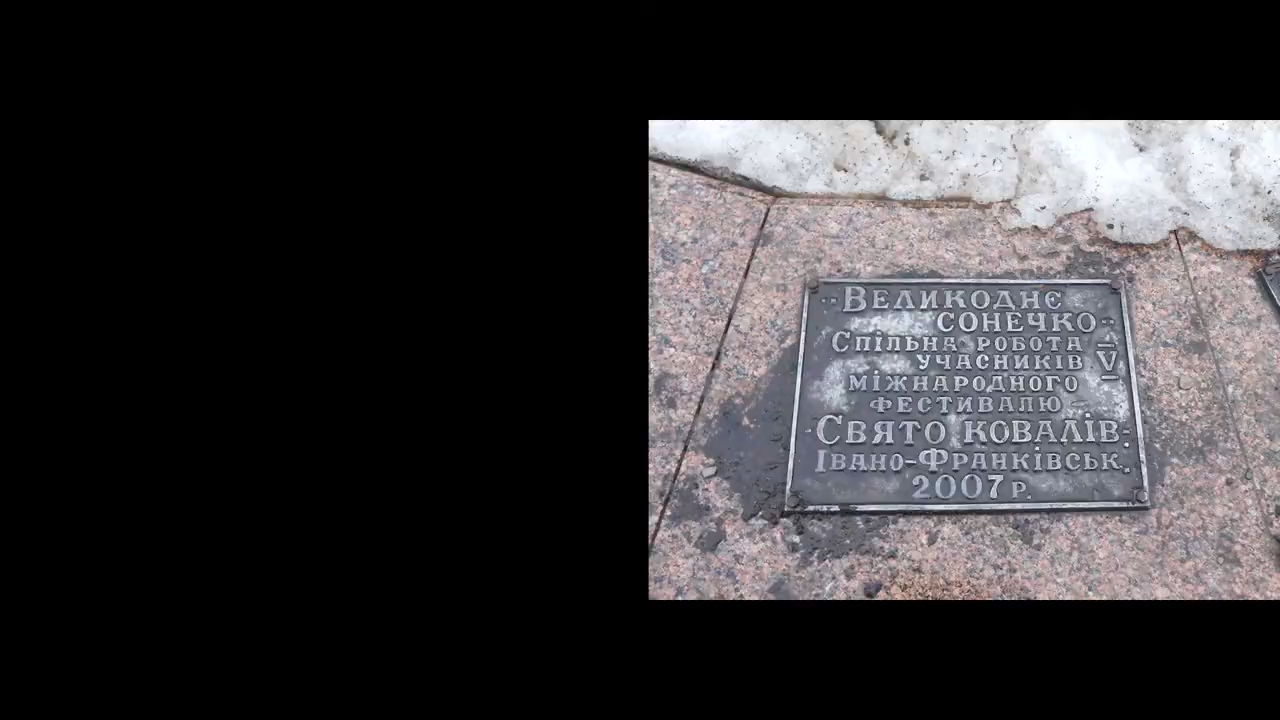 "ВЕЛИКОДНЄ
СОНЕЧКО"
СПІЛЬНА РОБОТА
УЧАСНИКІВ V
МІЖНАРОДНОГО
ФЕСТИВАЛЮ
"СВЯТО КОВАЛІВ".
ІВАНО-ФРАНКІВСЬК,
2007 Р.